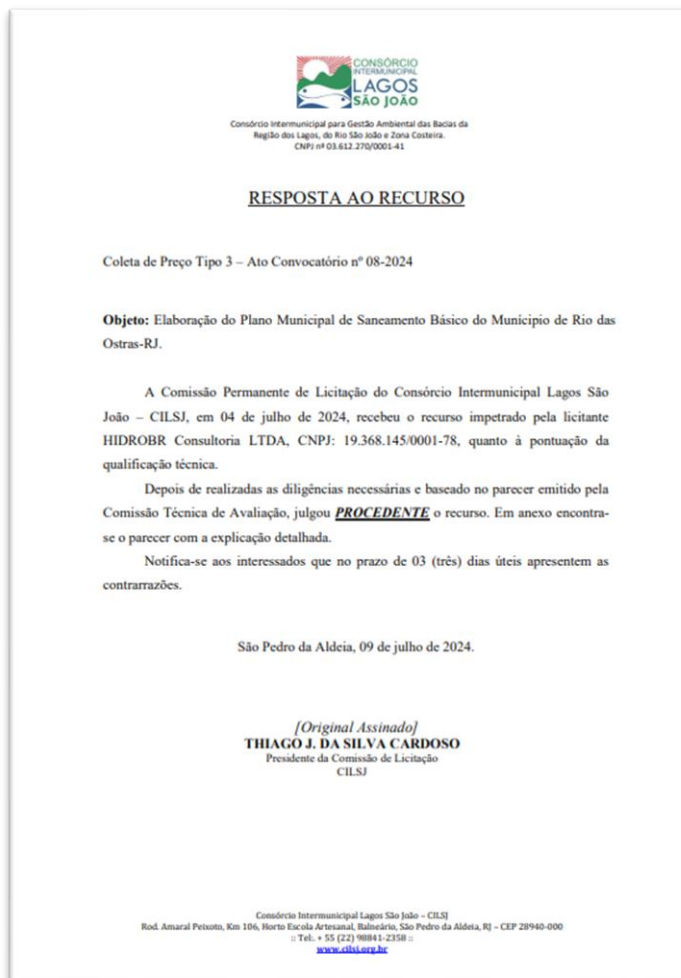 CONSÓRCIO
INTERMUNICIPAL
LAGOS
SÃO JOÃO
Consórcio Intermunicipal para Gestão Ambiental das Bacias da
Região dos Lagos, do Rio São João e Zona Costeira.
CNPJ nº 03.612.270/0001-41
RESPOSTA AO RECURSO
Coleta de Preço Tipo 3 – Ato Convocatório nº 08-2024
Objeto: Elaboração do Plano Municipal de Saneamento Básico do Munícipio de Rio das
Ostras-RJ.
A Comissão Permanente de Licitação do Consórcio Intermunicipal Lagos São
João – CILSJ, em 04 de julho de 2024, recebeu o recurso impetrado pela licitante
HIDROBR Consultoria LTDA, CNPJ: 19.368.145/0001-78, quanto à pontuação da
qualificação técnica.
Depois de realizadas as diligências necessárias e baseado no parecer emitido pela
Comissão Técnica de Avaliação, julgou PROCEDENTE o recurso. Em anexo encontra-
se o parecer com a explicação detalhada.
Notifica-se aos interessados que no prazo de 03 (três) dias úteis apresentem as
contrarrazões.
São Pedro da Aldeia, 09 de julho de 2024.
[Original Assinado]
THIAGO J. DA SILVA CARDOSO
Presidente da Comissão de Licitação
CILSJ
Consórcio Intermunicipal Lagos São João – CILSJ
Rod. Amaral Peixoto, Km 106, Horto Escola Artesanal, Balneário, São Pedro da Aldeia, RJ – CEP 28940-000
:: Tel.: + 55 (22) 98841-2358 ::
www.cilsj.org.br